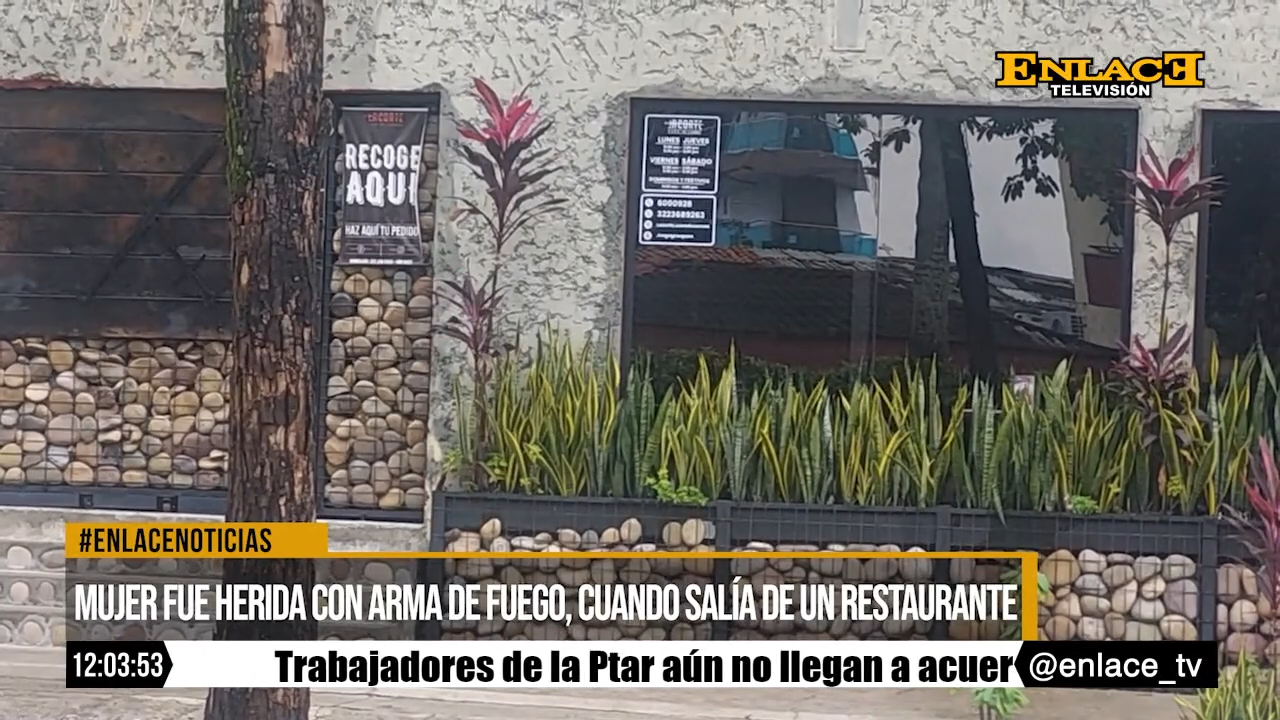 ENLACE
TELEVISIÓN
RECOGE
AQUÍ
HAZ AQUÍ TU PEDIDO
LUNES JUEVES
VIERNES SÁBADO
DOMINGOS Y FESTIVOS
6000928
3223689263
#ENLACENOTICIAS
MUJER FUE HERIDA CON ARMA DE FUEGO, CUANDO SALÍA DE UN RESTAURANTE
12:03:53
Trabajadores de la Ptar aún no llegan a acuer
@enlace_tv